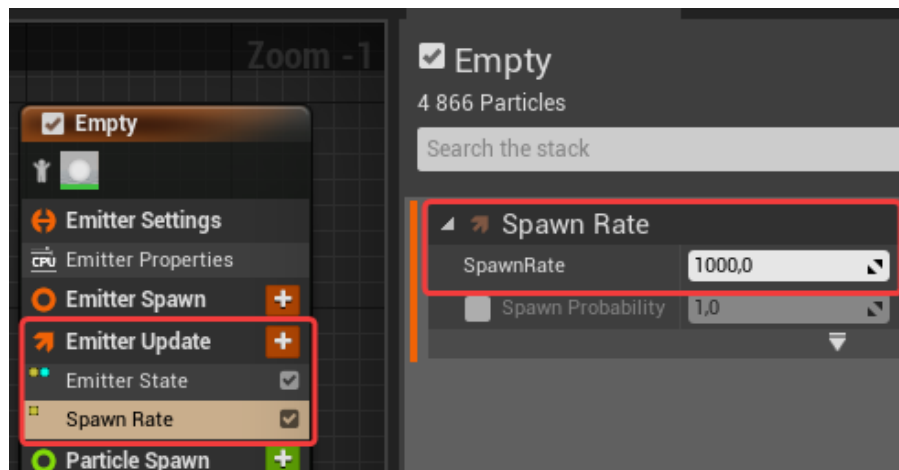 Zoom -1
Empty
Emitter Settings
CPU Emitter Properties
Emitter Spawn
Emitter Update
Emitter State
Spawn Rate
Particle Spawn
Empty
4 866 Particles
Search the stack
Spawn Rate
SpawnRate 1000,0
Spawn Probability 1,0